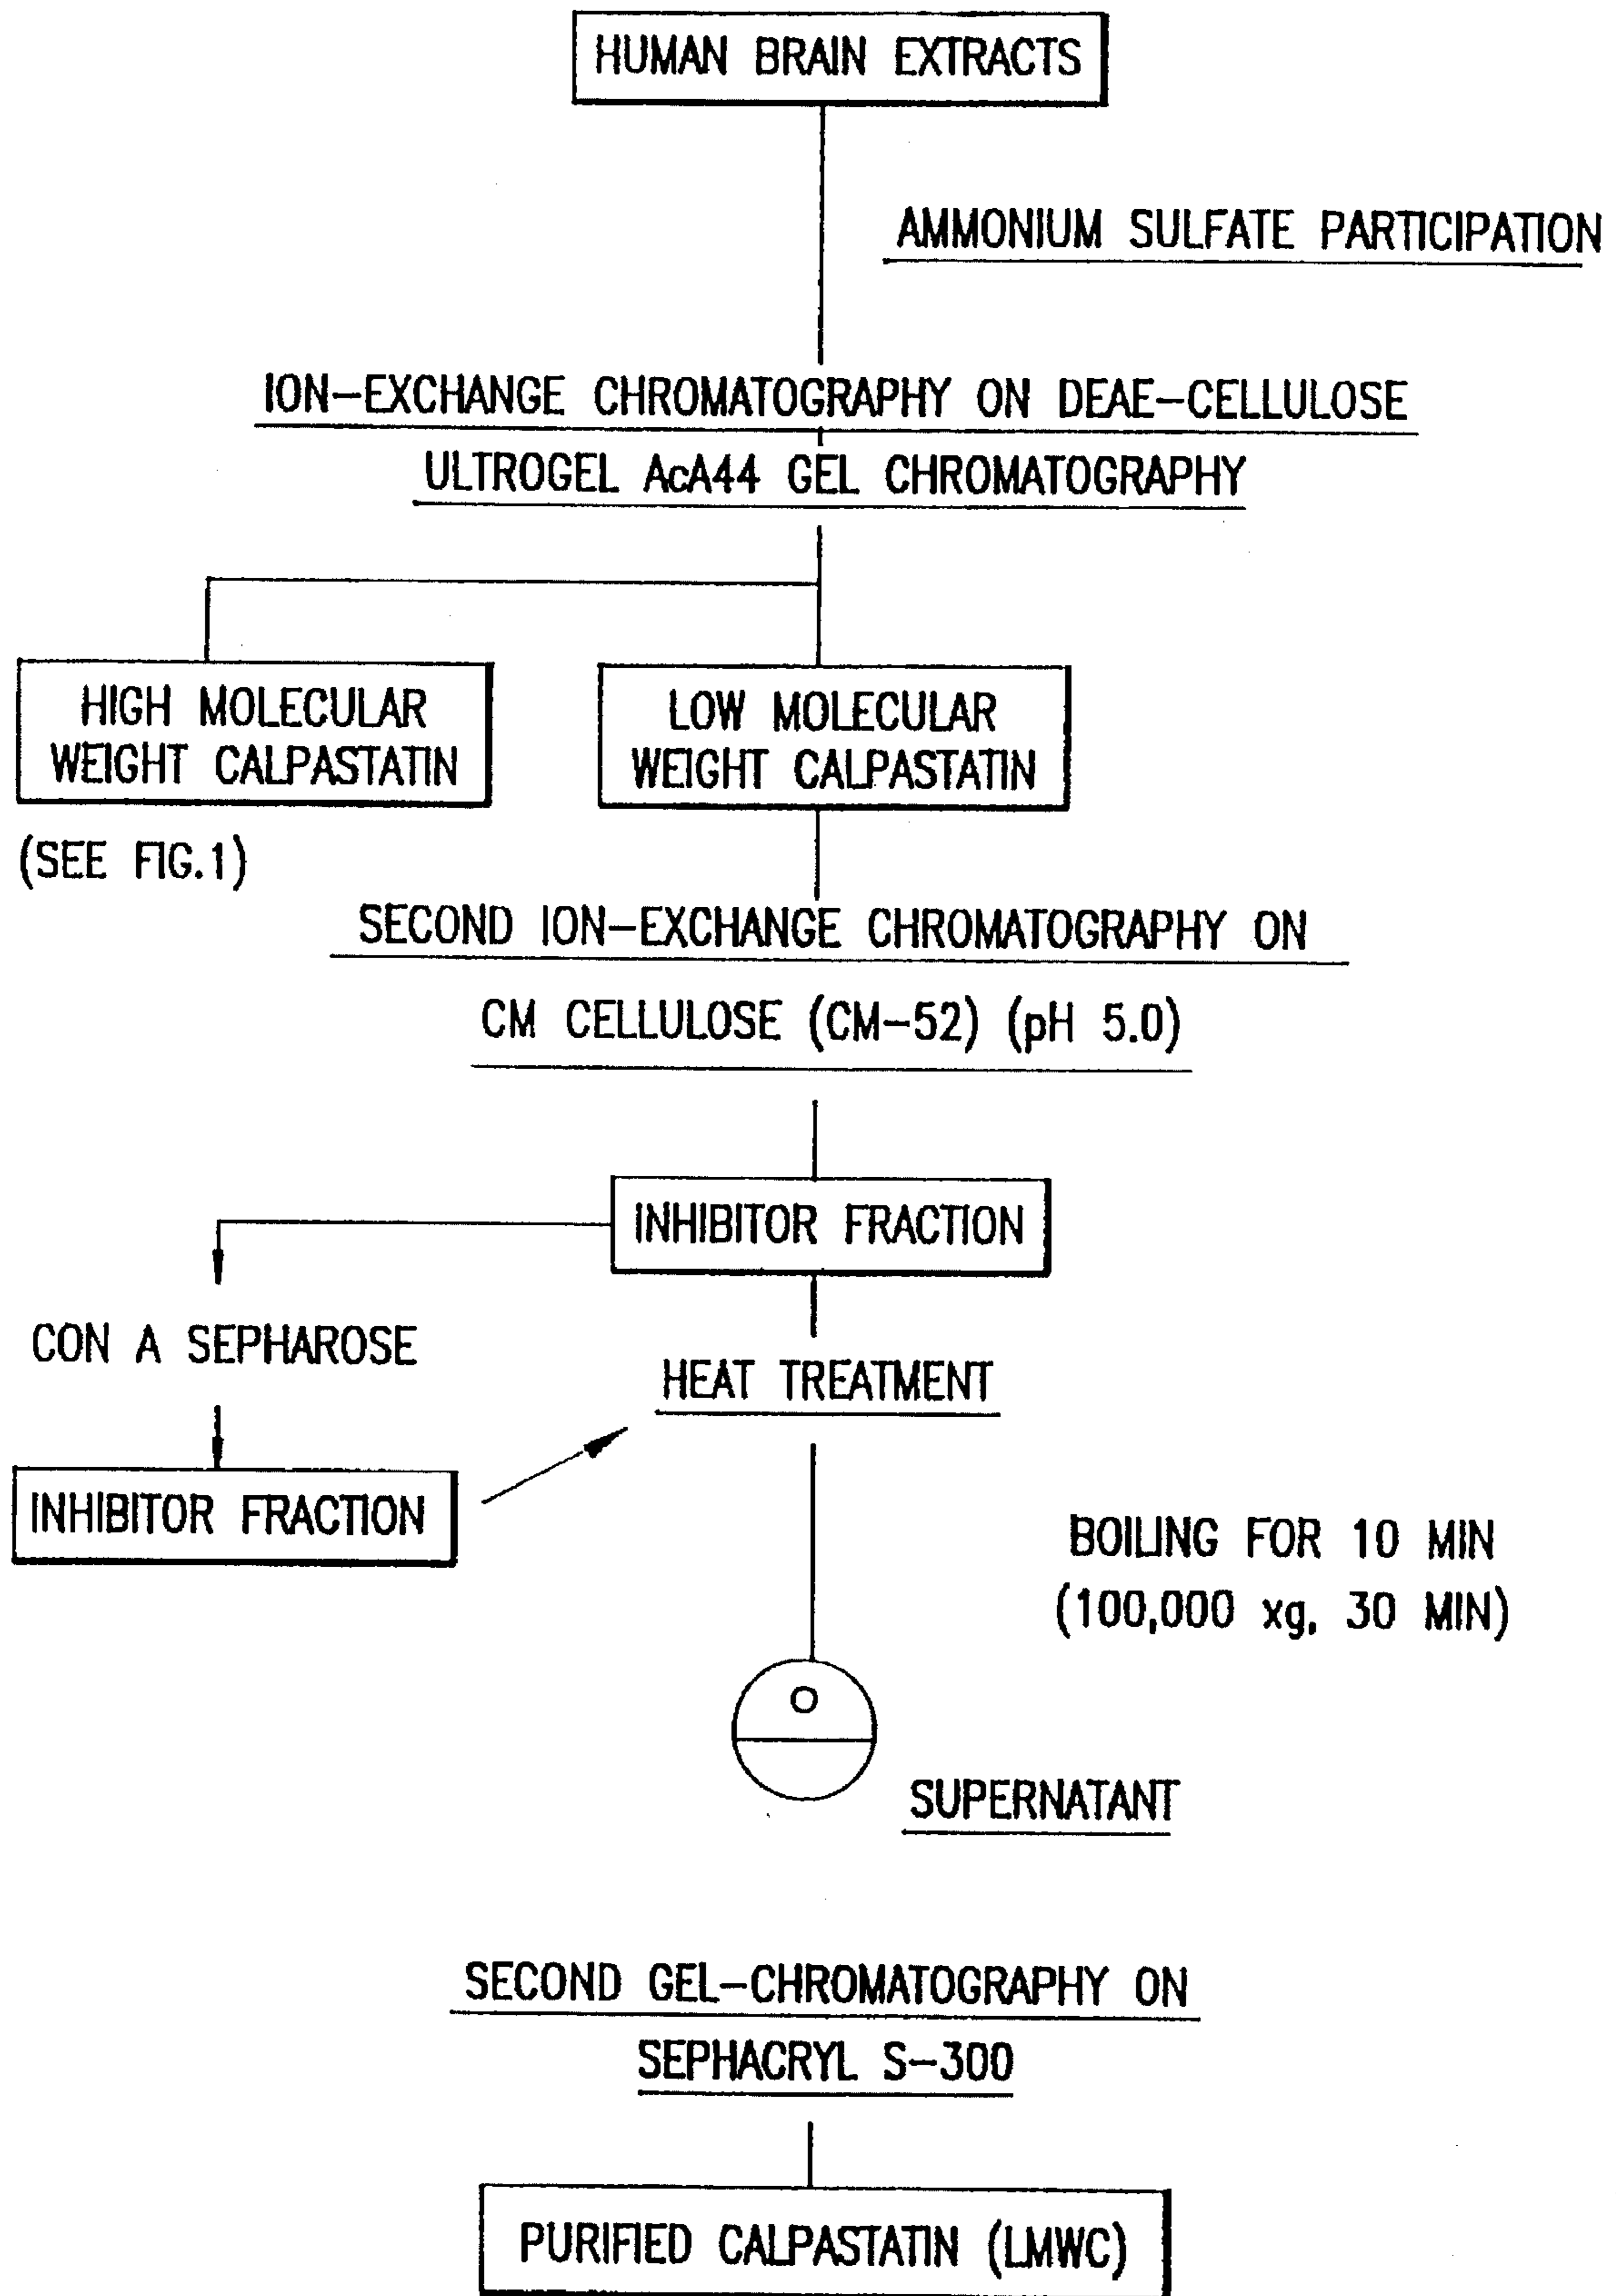 HUMAN BRAIN EXTRACTS
AMMONIUM SULFATE PARTICIPATION
ION-EXCHANGE CHROMATOGRAPHY ON DEAE-CELLULOSE
ULTROGEL AcA44 GEL CHROMATOGRAPHY
HIGH MOLECULAR
WEIGHT CALPASTATIN
(SEE FIG.1)
LOW MOLECULAR
WEIGHT CALPASTATIN
SECOND ION-EXCHANGE CHROMATOGRAPHY ON
CM CELLULOSE (CM-52) (pH 5.0)
INHIBITOR FRACTION
CON A SEPHAROSE
HEAT TREATMENT
INHIBITOR FRACTION
BOILING FOR 10 MIN
(100,000 xg, 30 MIN)
SUPERNATANT
SECOND GEL-CHROMATOGRAPHY ON
SEPHACRYL S-300
PURIFIED CALPASTATIN (LMWC)